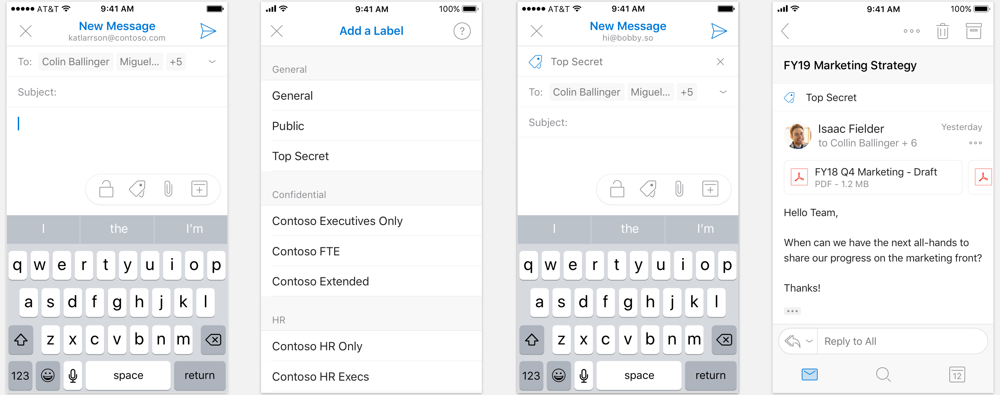 AT&T 9:41 AM
New Message
katlarrson@contoso.com
To: Colin Ballinger Miguel... +5
Subject:
I the I'm
q w e r t y u i o p
a s d f g h j k l
z x c v b n m
123 space return
9:41 AM 100%
Add a Label ?
General
General
Public
Top Secret
Confidential
Contoso Executives Only
Contoso FTE
Contoso Extended
HR
Contoso HR Only
Contoso HR Execs
AT&T 9:41 AM
New Message
hi@bobby.so
Top Secret
To: Colin Ballinger Miguel... +5
Subject:
I the I'm
q w e r t y u i o p
a s d f g h j k l
z x c v b n m
123 space return
9:41 AM 100%
FY19 Marketing Strategy
Top Secret
Isaac Fielder Yesterday
to Collin Ballinger + 6
FY18 Q4 Marketing - Draft
PDF - 1.2 MB
Hello Team,
When can we have the next all-hands to
share our progress on the marketing front?
Thanks!
Reply to All
12